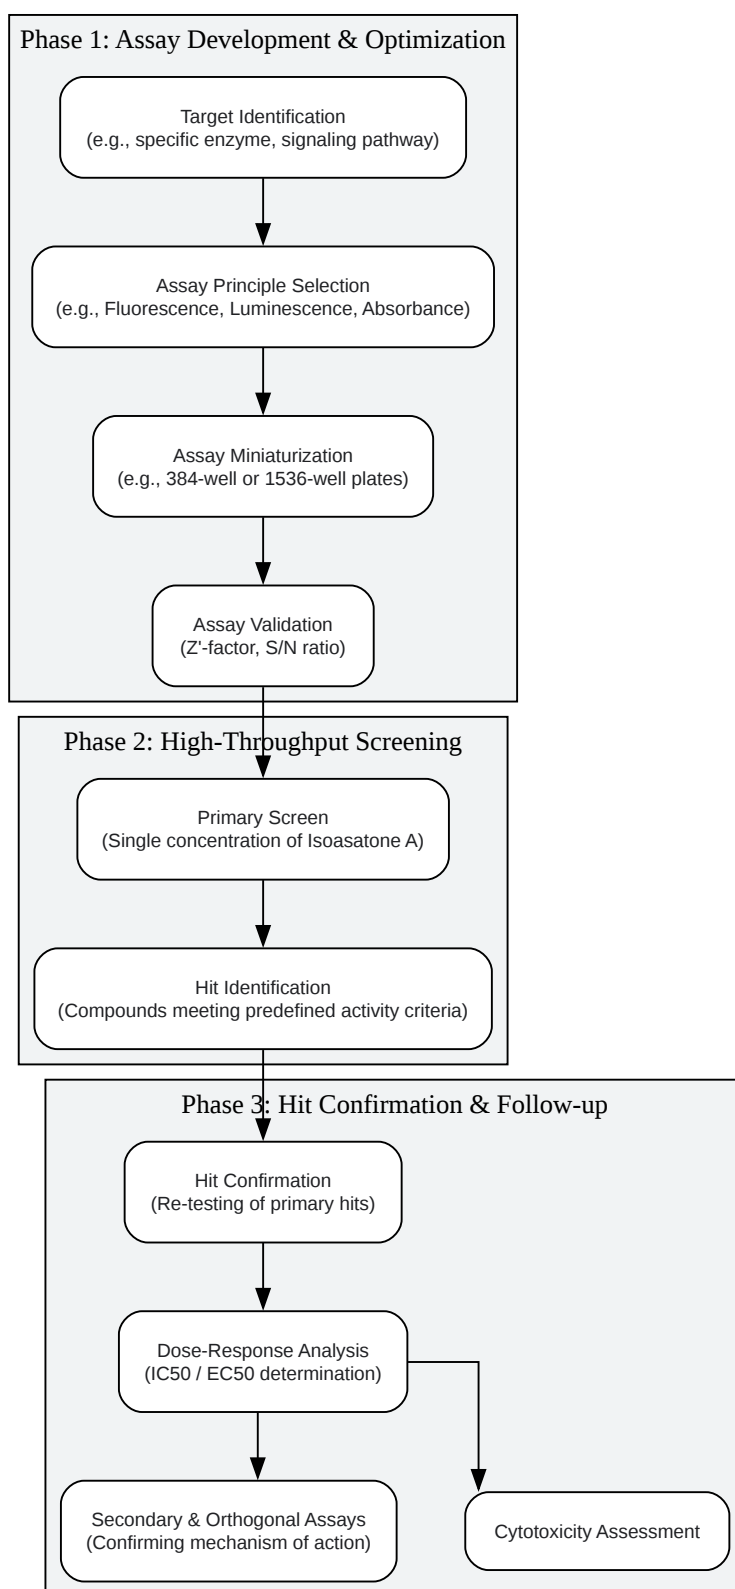 Phase 1: Assay Development & Optimization
Target Identification
(e.g., specific enzyme, signaling pathway)
Assay Principle Selection
(e.g., Fluorescence, Luminescence, Absorbance)
Assay Miniaturization
(e.g., 384-well or 1536-well plates)
Assay Validation
(Z'-factor, S/N ratio)
Phase 2: High-Throughput Screening
Primary Screen
(Single concentration of Isoasatone A)
Hit Identification
(Compounds meeting predefined activity criteria)
Phase 3: Hit Confirmation & Follow-up
Hit Confirmation
(Re-testing of primary hits)
Dose-Response Analysis
(IC50 / EC50 determination)
Secondary & Orthogonal Assays
(Confirming mechanism of action)
Cytotoxicity Assessment